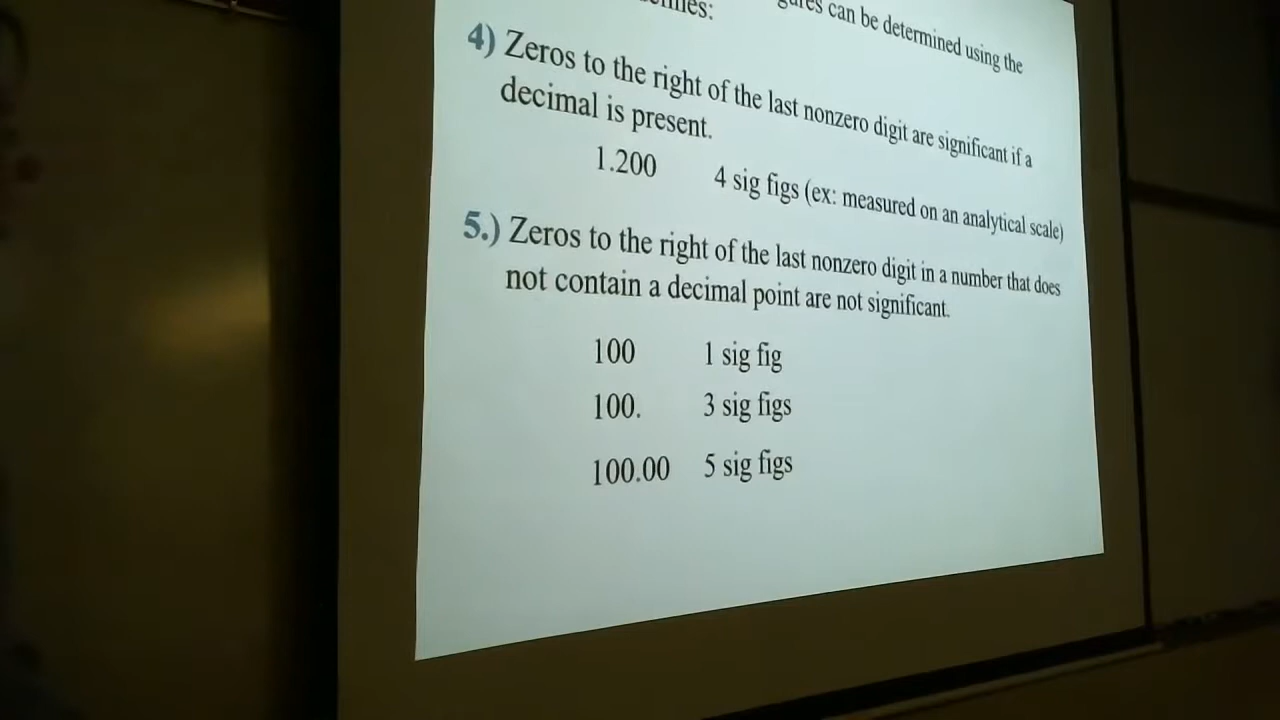 can be determined using the
4) Zeros to the right of the last nonzero digit are significant if a
decimal is present.
1.200 4 sig figs (ex: measured on an analytical scale)
5.) Zeros to the right of the last nonzero digit in a number that does
not contain a decimal point are not significant.
100 1 sig fig
100. 3 sig figs
100.00 5 sig figs